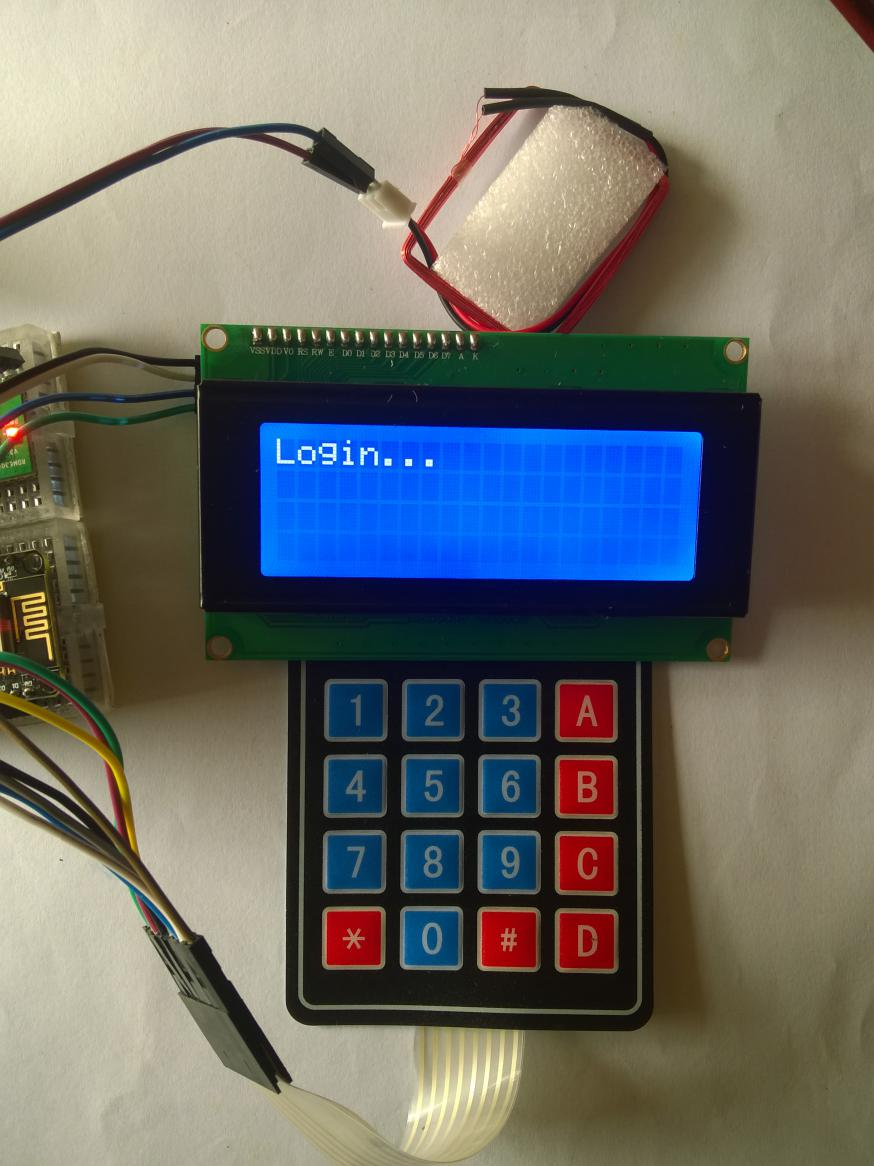 VSS VDD V0 RS RW E D0 D1 D2 D3 D4 D5 D6 D7 A K
Login...
1 2 3 A
4 5 6 B
7 8 9 C
* 0 # D